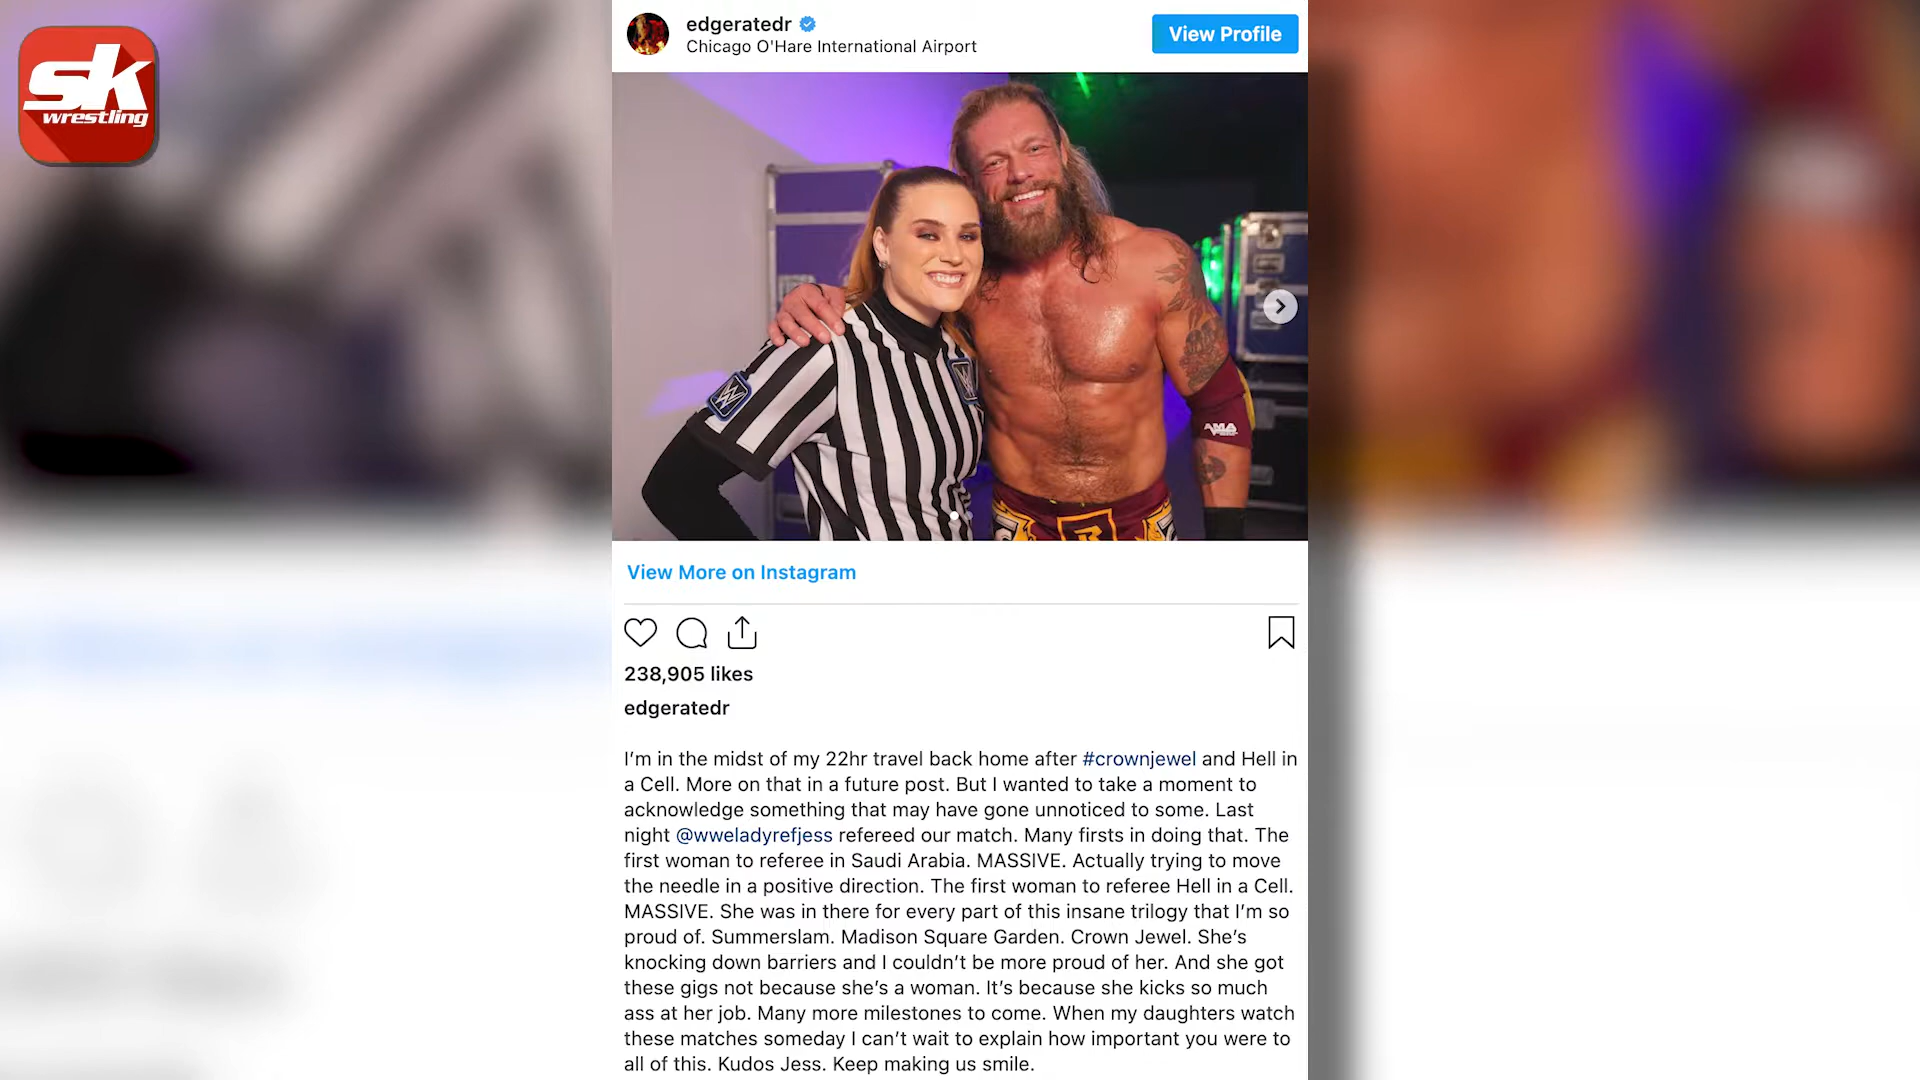 sk
wrestling
edgeratedr
Chicago O'Hare International Airport
View Profile
W
W
AMA
R
View More on Instagram
238,905 likes
edgeratedr
I'm in the midst of my 22hr travel back home after #crownjewel and Hell in
a Cell. More on that in a future post. But I wanted to take a moment to
acknowledge something that may have gone unnoticed to some. Last
night @wweladyrefjess refereed our match. Many firsts in doing that. The
first woman to referee in Saudi Arabia. MASSIVE. Actually trying to move
the needle in a positive direction. The first woman to referee Hell in a Cell.
MASSIVE. She was in there for every part of this insane trilogy that I'm so
proud of. Summerslam. Madison Square Garden. Crown Jewel. She's
knocking down barriers and I couldn't be more proud of her. And she got
these gigs not because she's a woman. It's because she kicks so much
ass at her job. Many more milestones to come. When my daughters watch
these matches someday I can't wait to explain how important you were to
all of this. Kudos Jess. Keep making us smile.